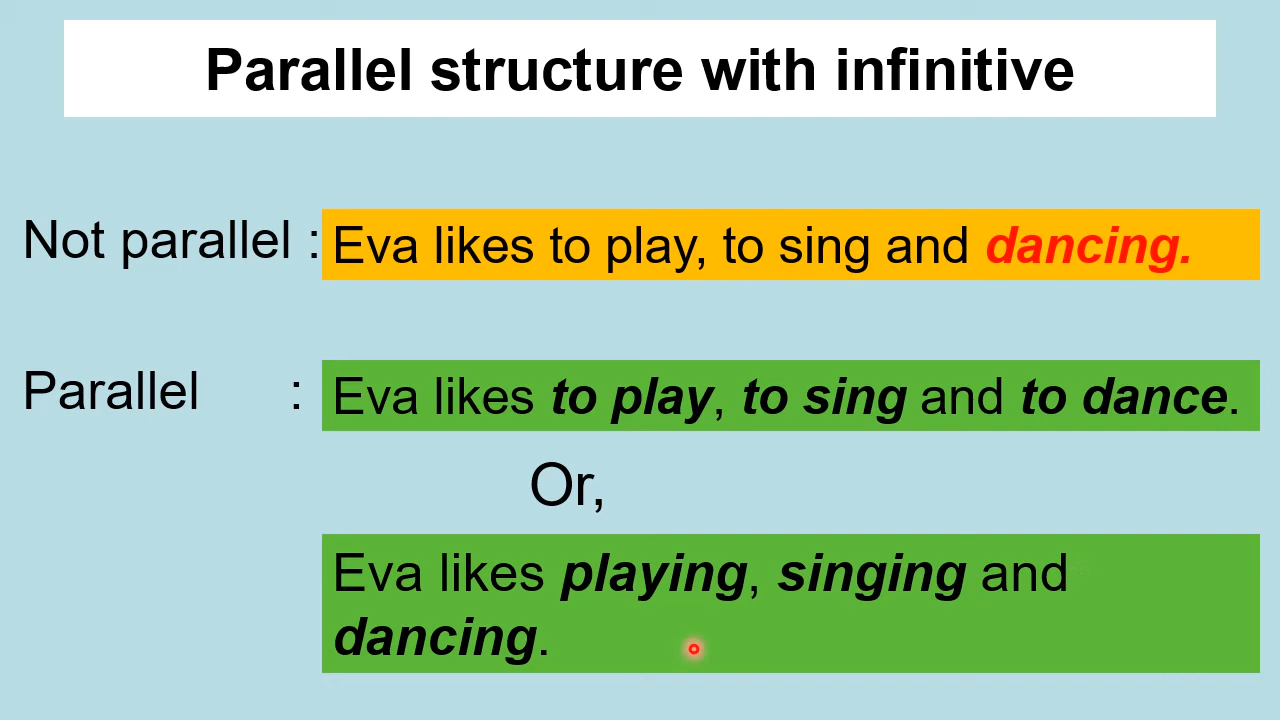 Parallel structure with infinitive
Not parallel : Eva likes to play, to sing and dancing.
Parallel : Eva likes to play, to sing and to dance.
Or,
Eva likes playing, singing and
dancing.